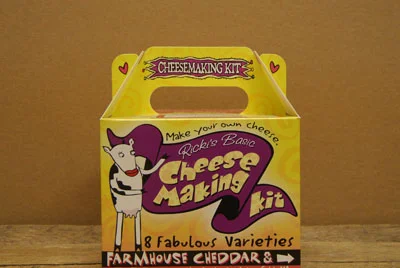 CHEESEMAKING KIT
Make your own cheese.
Ricki's Basic
Cheese
Making
Kit
8 Fabulous Varieties
FARMHOUSE CHEDDAR &